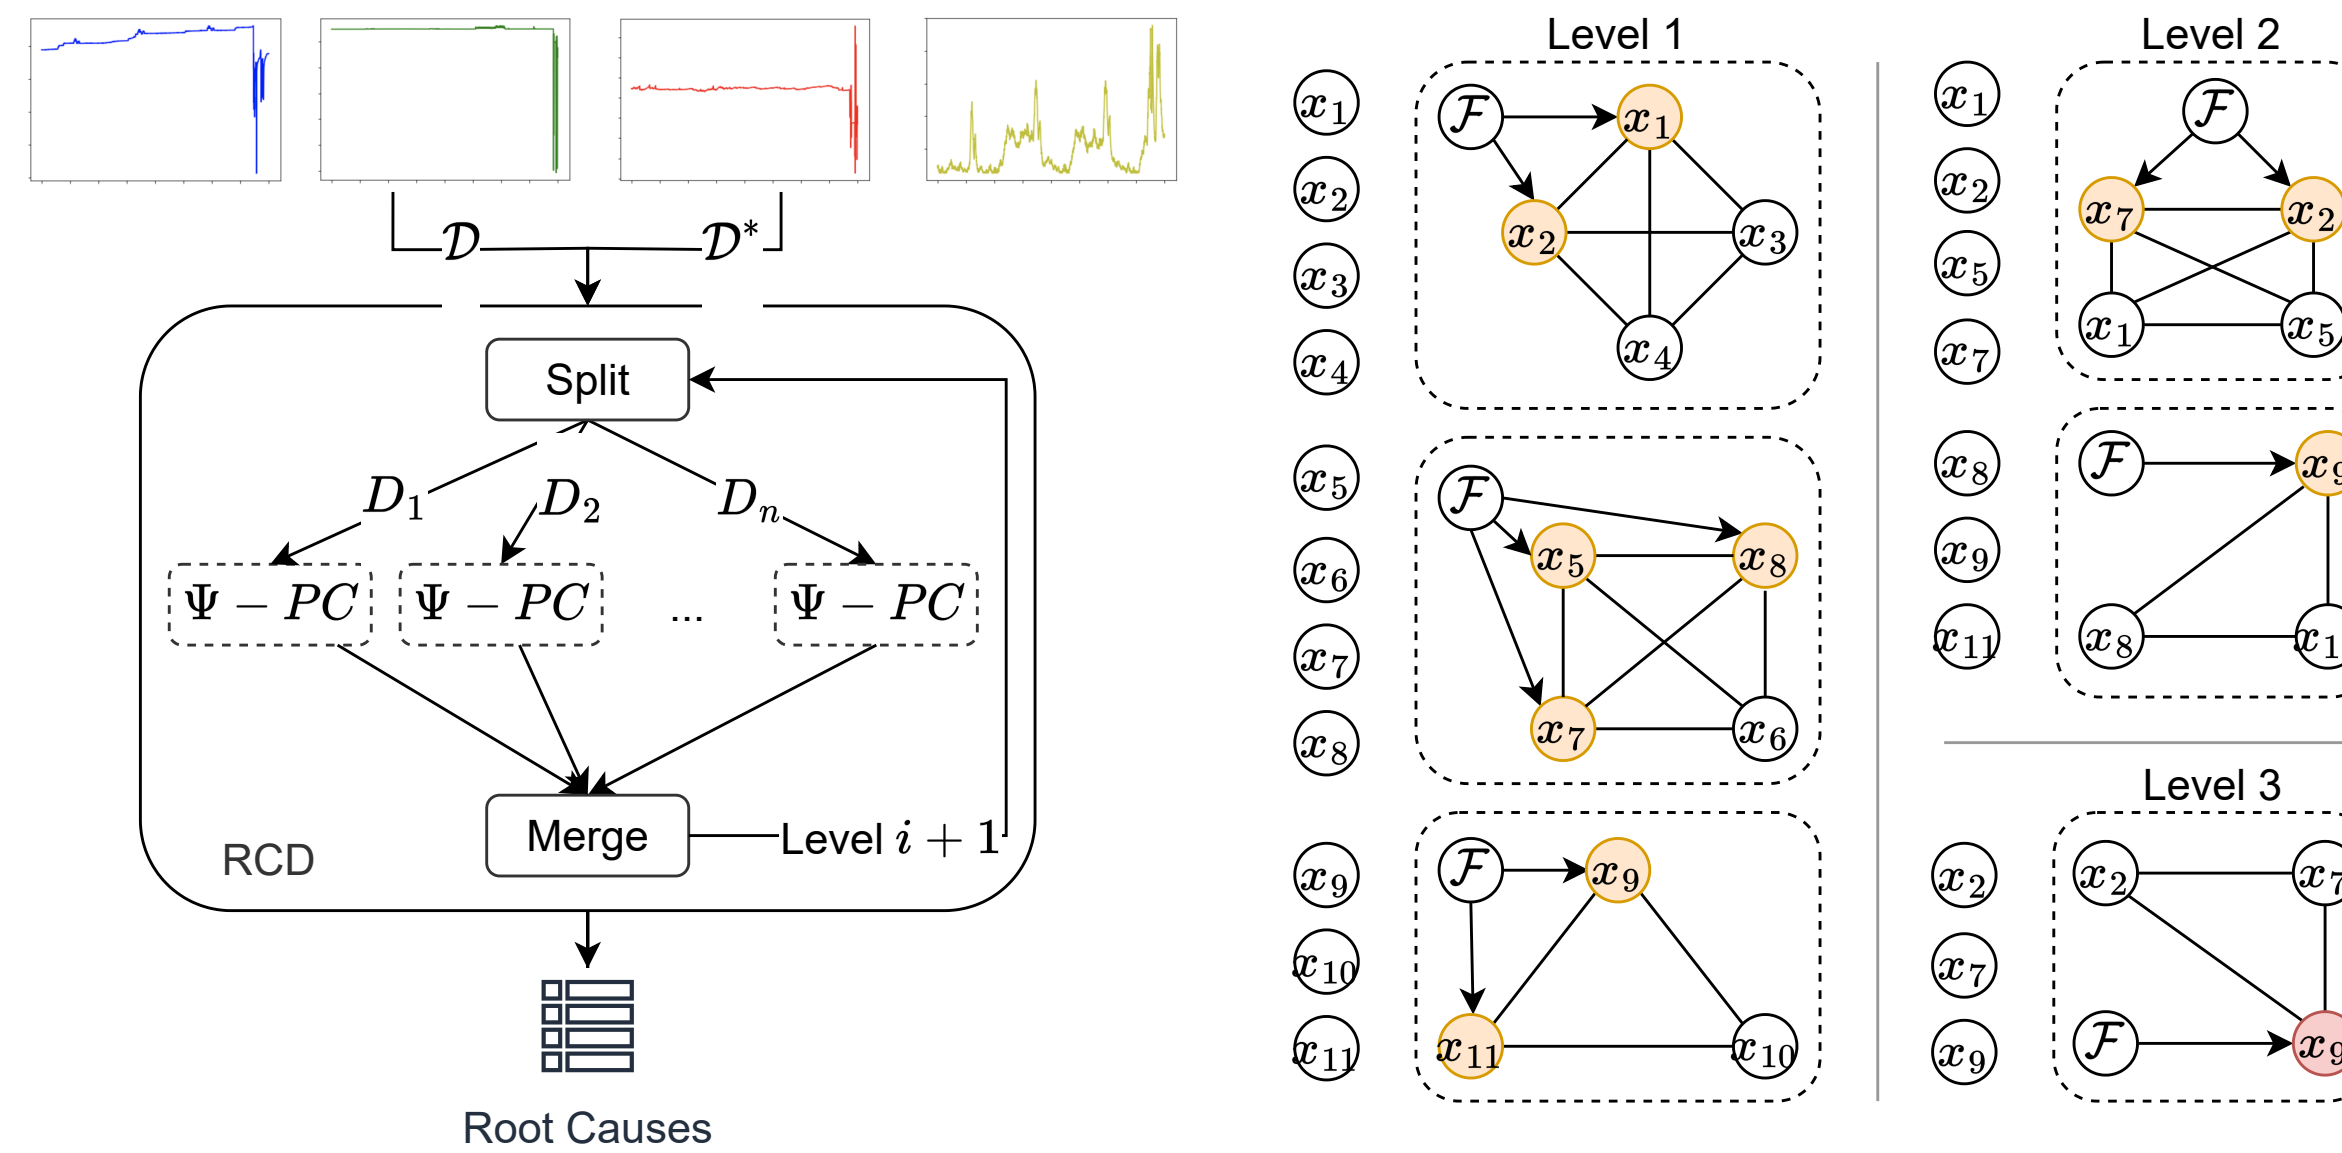 𝒟 𝒟*
Split
D₁ D₂ Dₙ
Ψ − PC Ψ − PC ... Ψ − PC
Merge
Level i + 1
RCD
Root Causes
Level 1
x₁
x₂
x₃
x₄
ℱ x₁
x₂ x₃
x₄
x₅
x₆
x₇
x₈
ℱ
x₅ x₈
x₇ x₆
x₉
x₁₀
x₁₁
ℱ x₉
x₁₁ x₁₀
Level 2
x₁
x₂
x₅
x₇
ℱ
x₇ x₂
x₁ x₅
x₈
x₉
x₁₁
ℱ x₉
x₈
Level 3
x₂
x₇
x₉
x₂ x₇
ℱ x₉